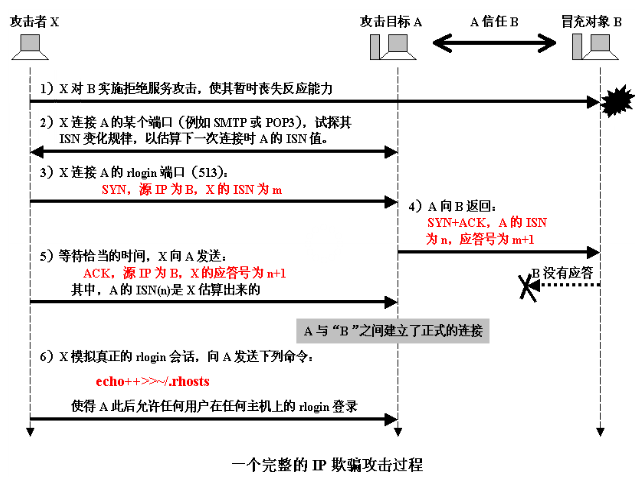 攻击者 X
攻击目标 A
A 信任 B
冒充对象 B
1）X 对 B 实施拒绝服务攻击，使其暂时丧失反应能力
2）X 连接 A 的某个端口（例如 SMTP 或 POP3），试探其
ISN 变化规律，以估算下一次连接时 A 的 ISN 值。
3）X 连接 A 的 rlogin 端口（513）：
SYN，源 IP 为 B，X 的 ISN 为 m
4）A 向 B 返回：
SYN+ACK，A 的 ISN
为 n，应答号为 m+1
5）等待恰当的时间，X 向 A 发送：
ACK，源 IP 为 B，X 的应答号为 n+1
其中，A 的 ISN(n)是 X 估算出来的
B 没有应答
A 与“B”之间建立了正式的连接
6）X 模拟真正的 rlogin 会话，向 A 发送下列命令：
echo++>>~/.rhosts
使得 A 此后允许任何用户在任何主机上的 rlogin 登录
一个完整的 IP 欺骗攻击过程